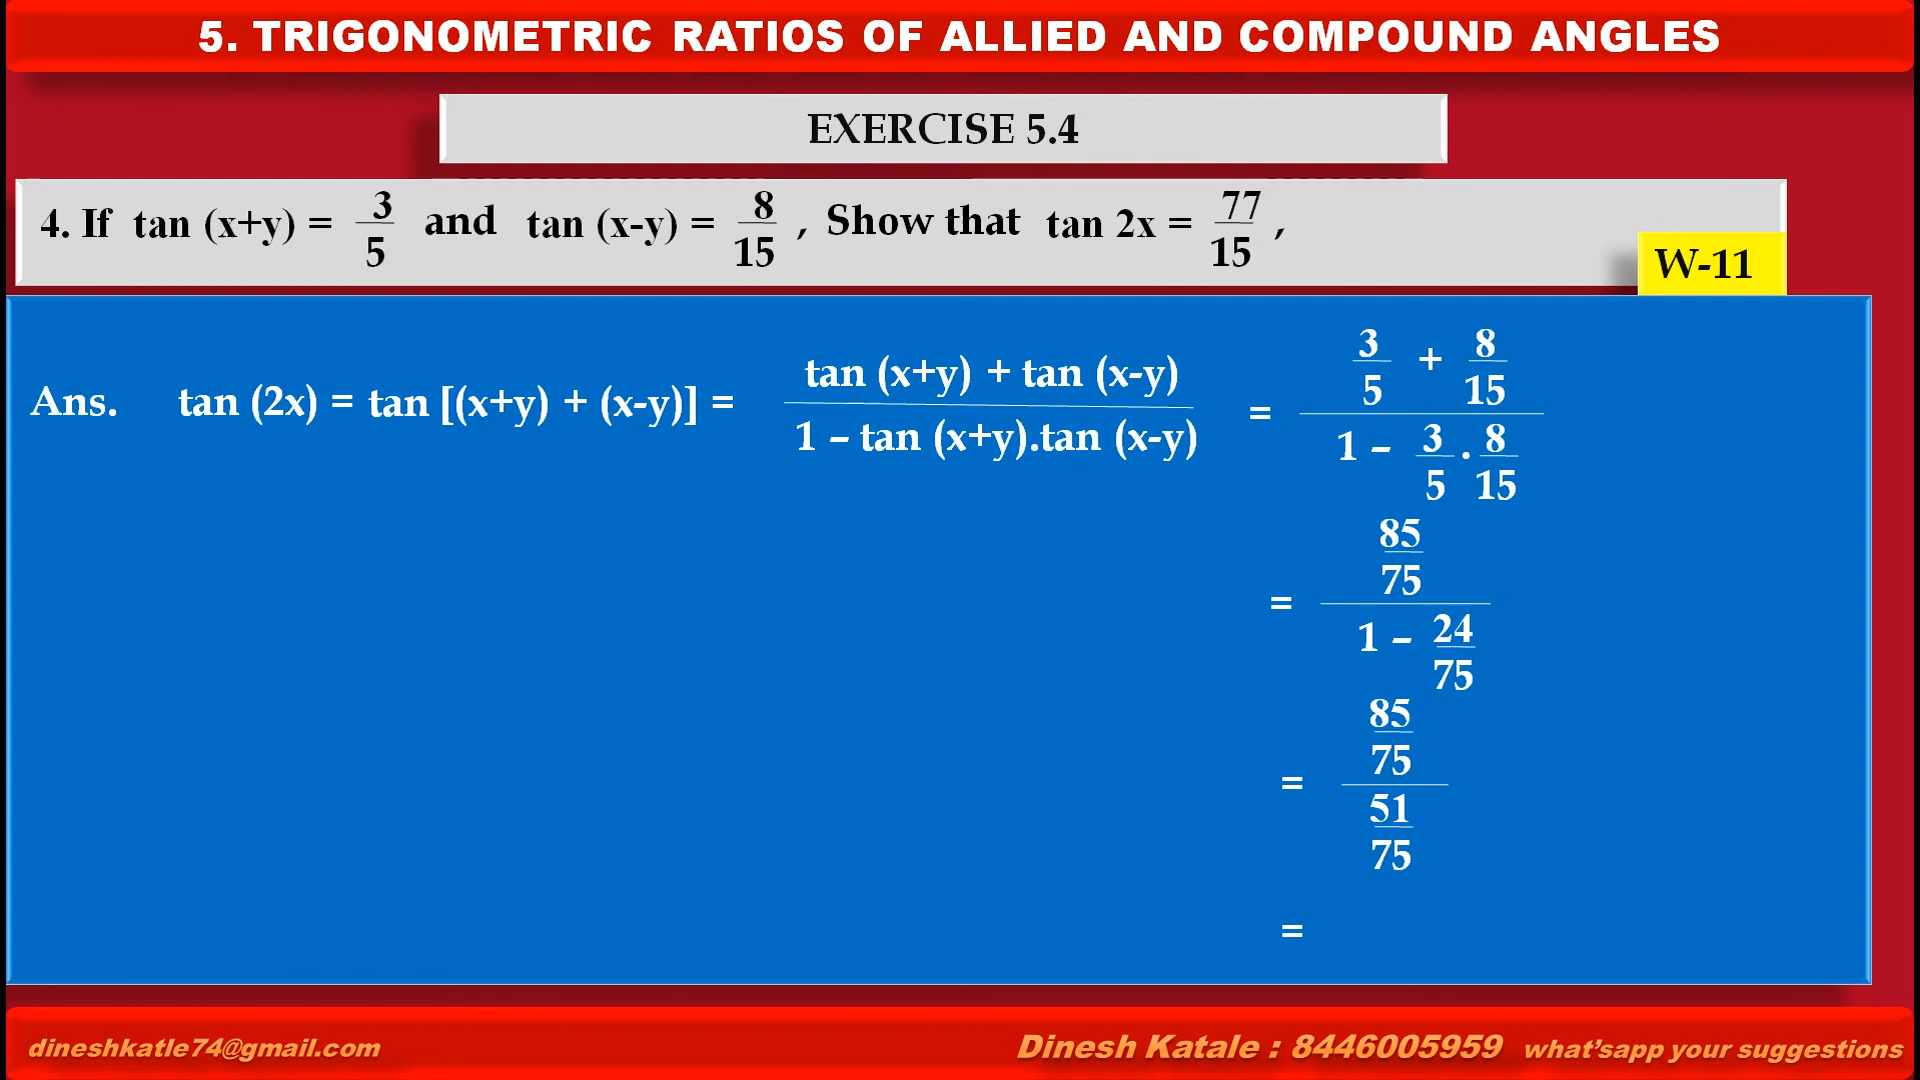 5. TRIGONOMETRIC RATIOS OF ALLIED AND COMPOUND ANGLES
EXERCISE 5.4
4. If tan (x+y) = 3/5 and tan (x-y) = 8/15 , Show that tan 2x = 77/15 ,
W-11
Ans. tan (2x) = tan [(x+y) + (x-y)] = (tan (x+y) + tan (x-y))/(1 – tan (x+y).tan (x-y)) = (3/5 + 8/15)/(1 – 3/5 . 8/15)
= (85/75)/(1 – 24/75)
= (85/75)/(51/75)
=
dineshkatle74@gmail.com
Dinesh Katale : 8446005959 what’sapp your suggestions